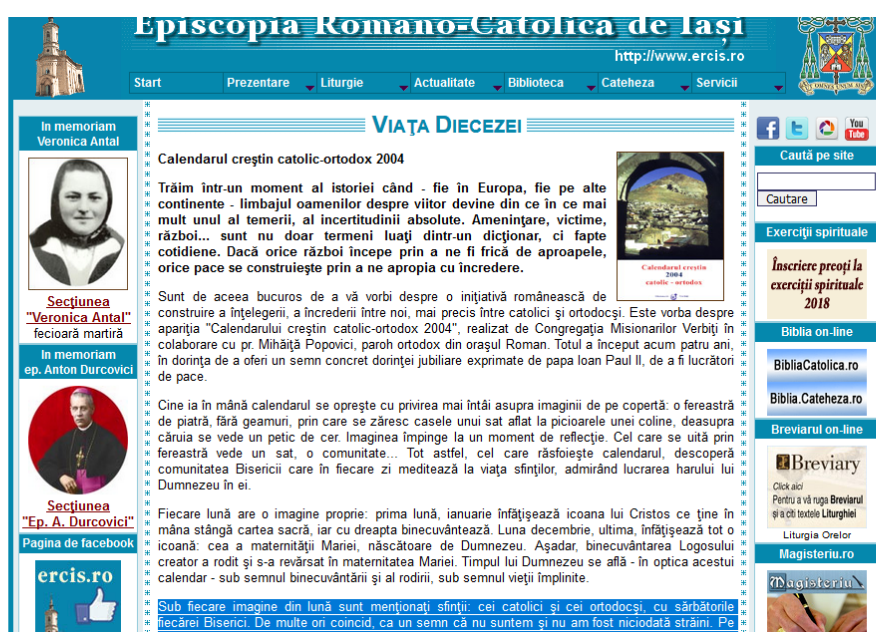 Episcopia Romano-Catolica de Iași
http://www.ercis.ro
Start Prezentare Liturgie Actualitate Biblioteca Cateheza Servicii
In memoriam
Veronica Antal
Secţiunea
"Veronica Antal"
fecioară martiră
In memoriam
ep. Anton Durcovici
Secţiunea
"Ep. A. Durcovici"
Pagina de facebook
ercis.ro
VIAŢA DIECEZEI
Calendarul creştin catolic-ortodox 2004
Trăim într-un moment al istoriei când - fie în Europa, fie pe alte
continente - limbajul oamenilor despre viitor devine din ce în ce mai
mult unul al temerii, al incertitudinii absolute. Ameninţare, victime,
război... sunt nu doar termeni luaţi dintr-un dicţionar, ci fapte
cotidiene. Dacă orice război începe prin a ne fi frică de aproapele,
orice pace se construieşte prin a ne apropia cu încredere.
Calendarul creştin
2004
catolic - ortodox
Sunt de aceea bucuros de a vă vorbi despre o iniţiativă românească de
construire a înţelegerii, a încrederii între noi, mai precis între catolici şi ortodocşi. Este vorba despre
apariţia "Calendarului creştin catolic-ortodox 2004", realizat de Congregaţia Misionarilor Verbiţi în
colaborare cu pr. Mihăiţă Popovici, paroh ortodox din oraşul Roman. Totul a început acum patru ani,
în dorinţa de a oferi un semn concret dorinţei jubiliare exprimate de papa Ioan Paul II, de a fi lucrători
de pace.
Cine ia în mână calendarul se opreşte cu privirea mai întâi asupra imaginii de pe copertă: o fereastră
de piatră, fără geamuri, prin care se zăresc casele unui sat aflat la picioarele unei coline, deasupra
căruia se vede un petic de cer. Imaginea împinge la un moment de reflecţie. Cel care se uită prin
fereastră vede un sat, o comunitate... Tot astfel, cel care răsfoieşte calendarul, descoperă
comunitatea Bisericii care în fiecare zi meditează la viaţa sfinţilor, admirând lucrarea harului lui
Dumnezeu în ei.
Fiecare lună are o imagine proprie: prima lună, ianuarie înfăţişează icoana lui Cristos ce ţine în
mâna stângă cartea sacră, iar cu dreapta binecuvântează. Luna decembrie, ultima, înfăţişează tot o
icoană: cea a maternităţii Mariei, născătoare de Dumnezeu. Aşadar, binecuvântarea Logosului
creator a rodit şi s-a revărsat în maternitatea Mariei. Timpul lui Dumnezeu se află - în optica acestui
calendar - sub semnul binecuvântării şi al rodirii, sub semnul vieţii împlinite.
Sub fiecare imagine din lună sunt menţionaţi sfinţii: cei catolici şi cei ortodocşi, cu sărbătorile
fiecărei Biserici. De multe ori coincid, ca un semn că nu suntem şi nu am fost niciodată străini. Pe
You
Tube
Caută pe site
Cautare
Exerciţii spirituale
Înscriere preoți la
exerciții spirituale
2018
Biblia on-line
BibliaCatolica.ro
Biblia.Cateheza.ro
Breviarul on-line
Breviary
Click aici
Pentru a vă ruga Breviarul
şi a citi textele Liturghiei
Liturgia Orelor
Magisteriu.ro
Magisteriu